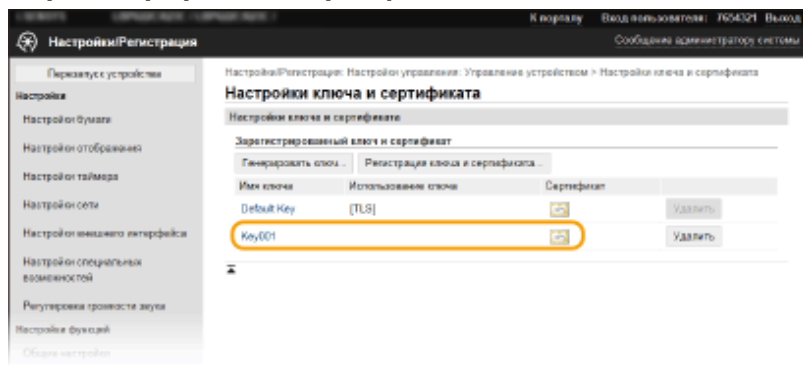 К порталу Вход пользователя: 7654321 Выход
Настройки/Регистрация
Сообщение администратору системы
Перезапуск устройства
Настройки
Настройки бумаги
Настройки отображения
Настройки таймера
Настройки сети
Настройки внешнего интерфейса
Настройки специальных
возможностей
Регулировка громкости звука
Настройки функций
Общие настройки
Настройки/Регистрация: Настройки управления: Управление устройством > Настройки ключа и сертификата
Настройки ключа и сертификата
Настройки ключа и сертификата
Зарегистрированный ключ и сертификат
Генерировать ключ... Регистрация ключа и сертификата...
Имя ключа Использование ключа Сертификат
Default Key [TLS] Удалить
Key001 Удалить